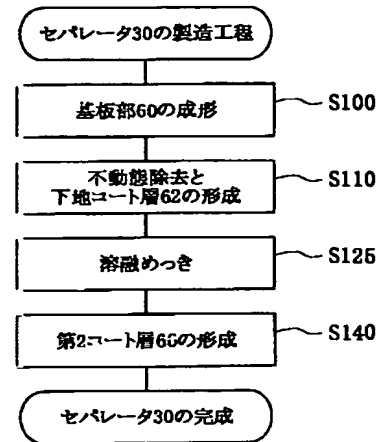 セパレータ30の製造工程
基板部60の成形
S100
不動態除去と
下地コート層62の形成
S110
溶融めっき
S125
第2コート層66の形成
S140
セパレータ30の完成